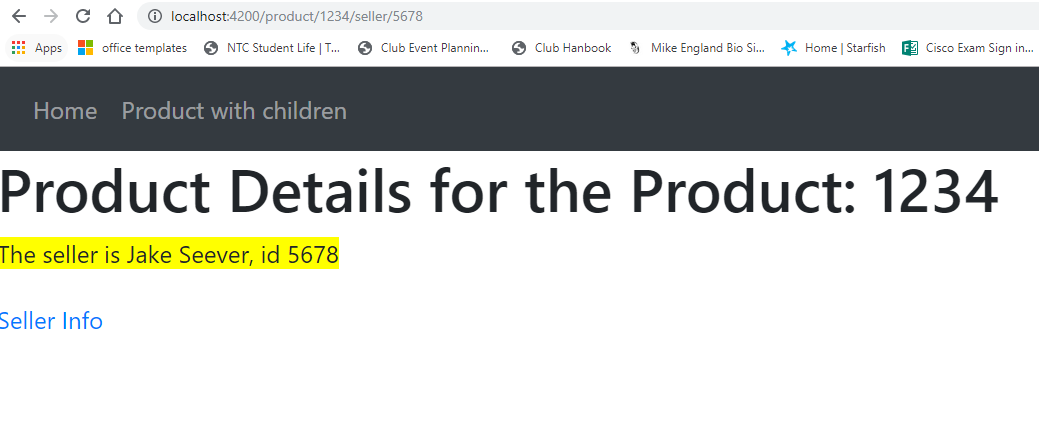 localhost:4200/product/1234/seller/5678
Apps office templates NTC Student Life | T... Club Event Plannin... Club Hanbook Mike England Bio Si... Home | Starfish Cisco Exam Sign in...
Home Product with children
Product Details for the Product: 1234
The seller is Jake Seever, id 5678
Seller Info